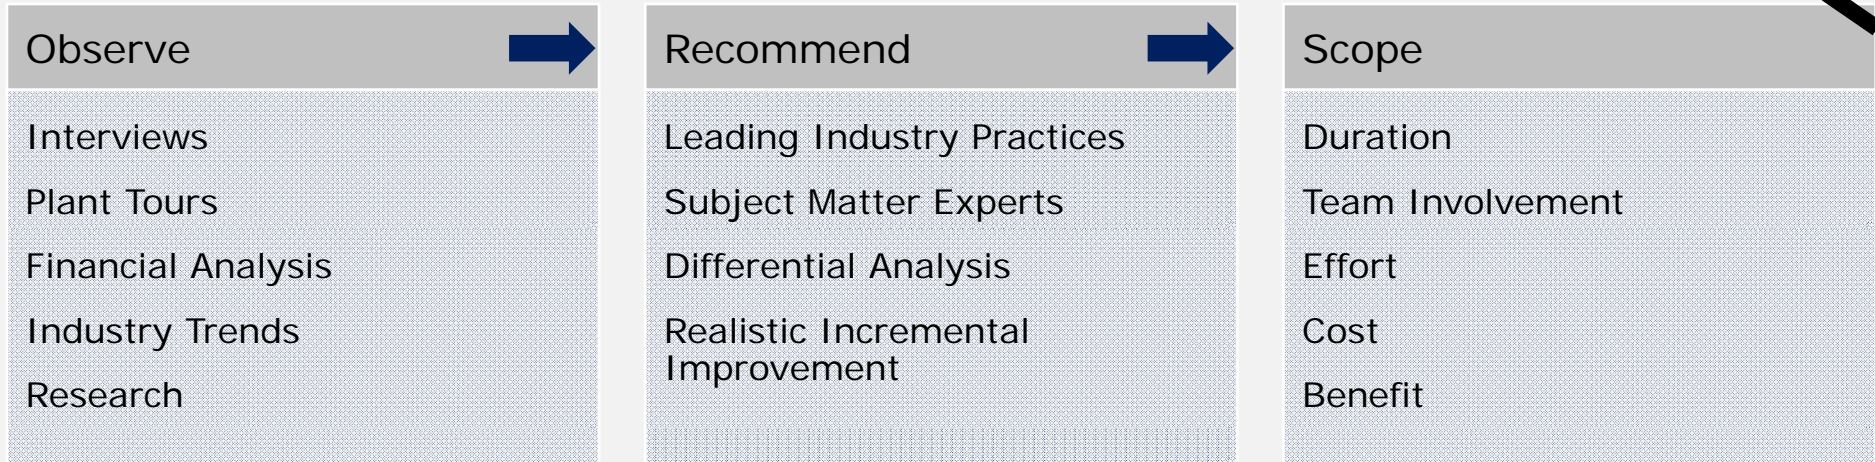 Observe
Interviews
Plant Tours
Financial Analysis
Industry Trends
Research
Recommend
Leading Industry Practices
Subject Matter Experts
Differential Analysis
Realistic Incremental
Improvement
Scope
Duration
Team Involvement
Effort
Cost
Benefit